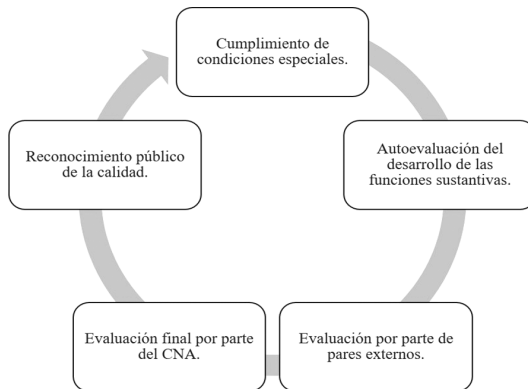 Cumplimiento de
condiciones especiales.
Autoevaluación del
desarrollo de las
funciones sustantivas.
Evaluación por parte de
pares externos.
Evaluación final por parte
del CNA.
Reconocimiento público
de la calidad.